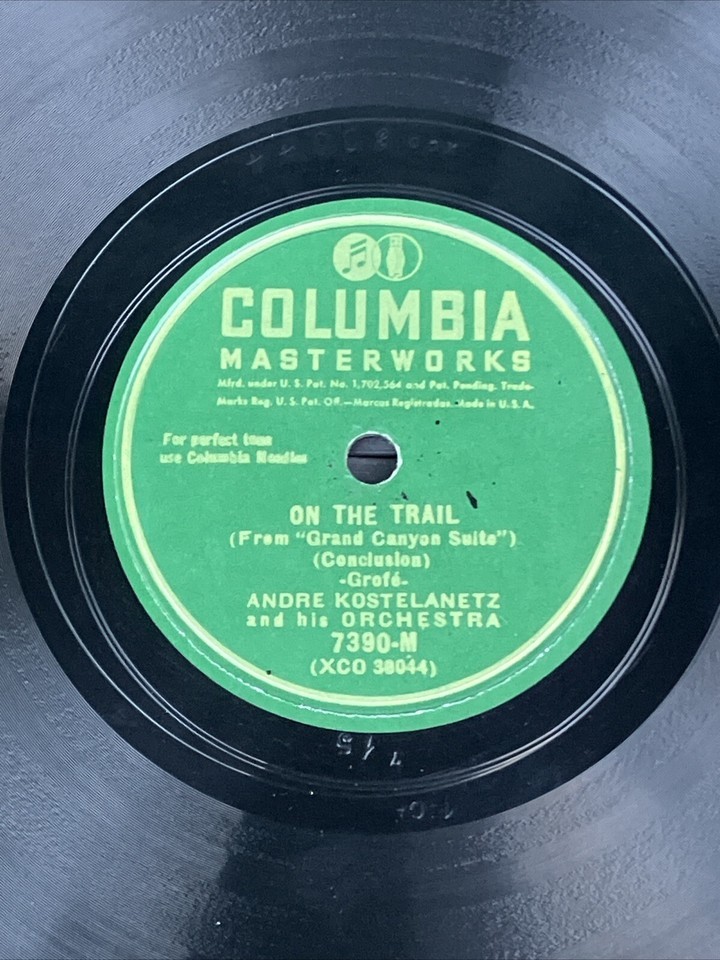 COLUMBIA
MASTERWORKS
Mfrd. under U. S. Pat. No. 1,702,564 and Pat. Pending. Trade-
Marks Reg. U. S. Pat. Off.—Marcas Registradas. Made in U. S. A.
For perfect tone
use Columbia Needles
ON THE TRAIL
(From "Grand Canyon Suite")
(Conclusion)
-Grofé-
ANDRE KOSTELANETZ
and his ORCHESTRA
7390-M
(XCO 38044)